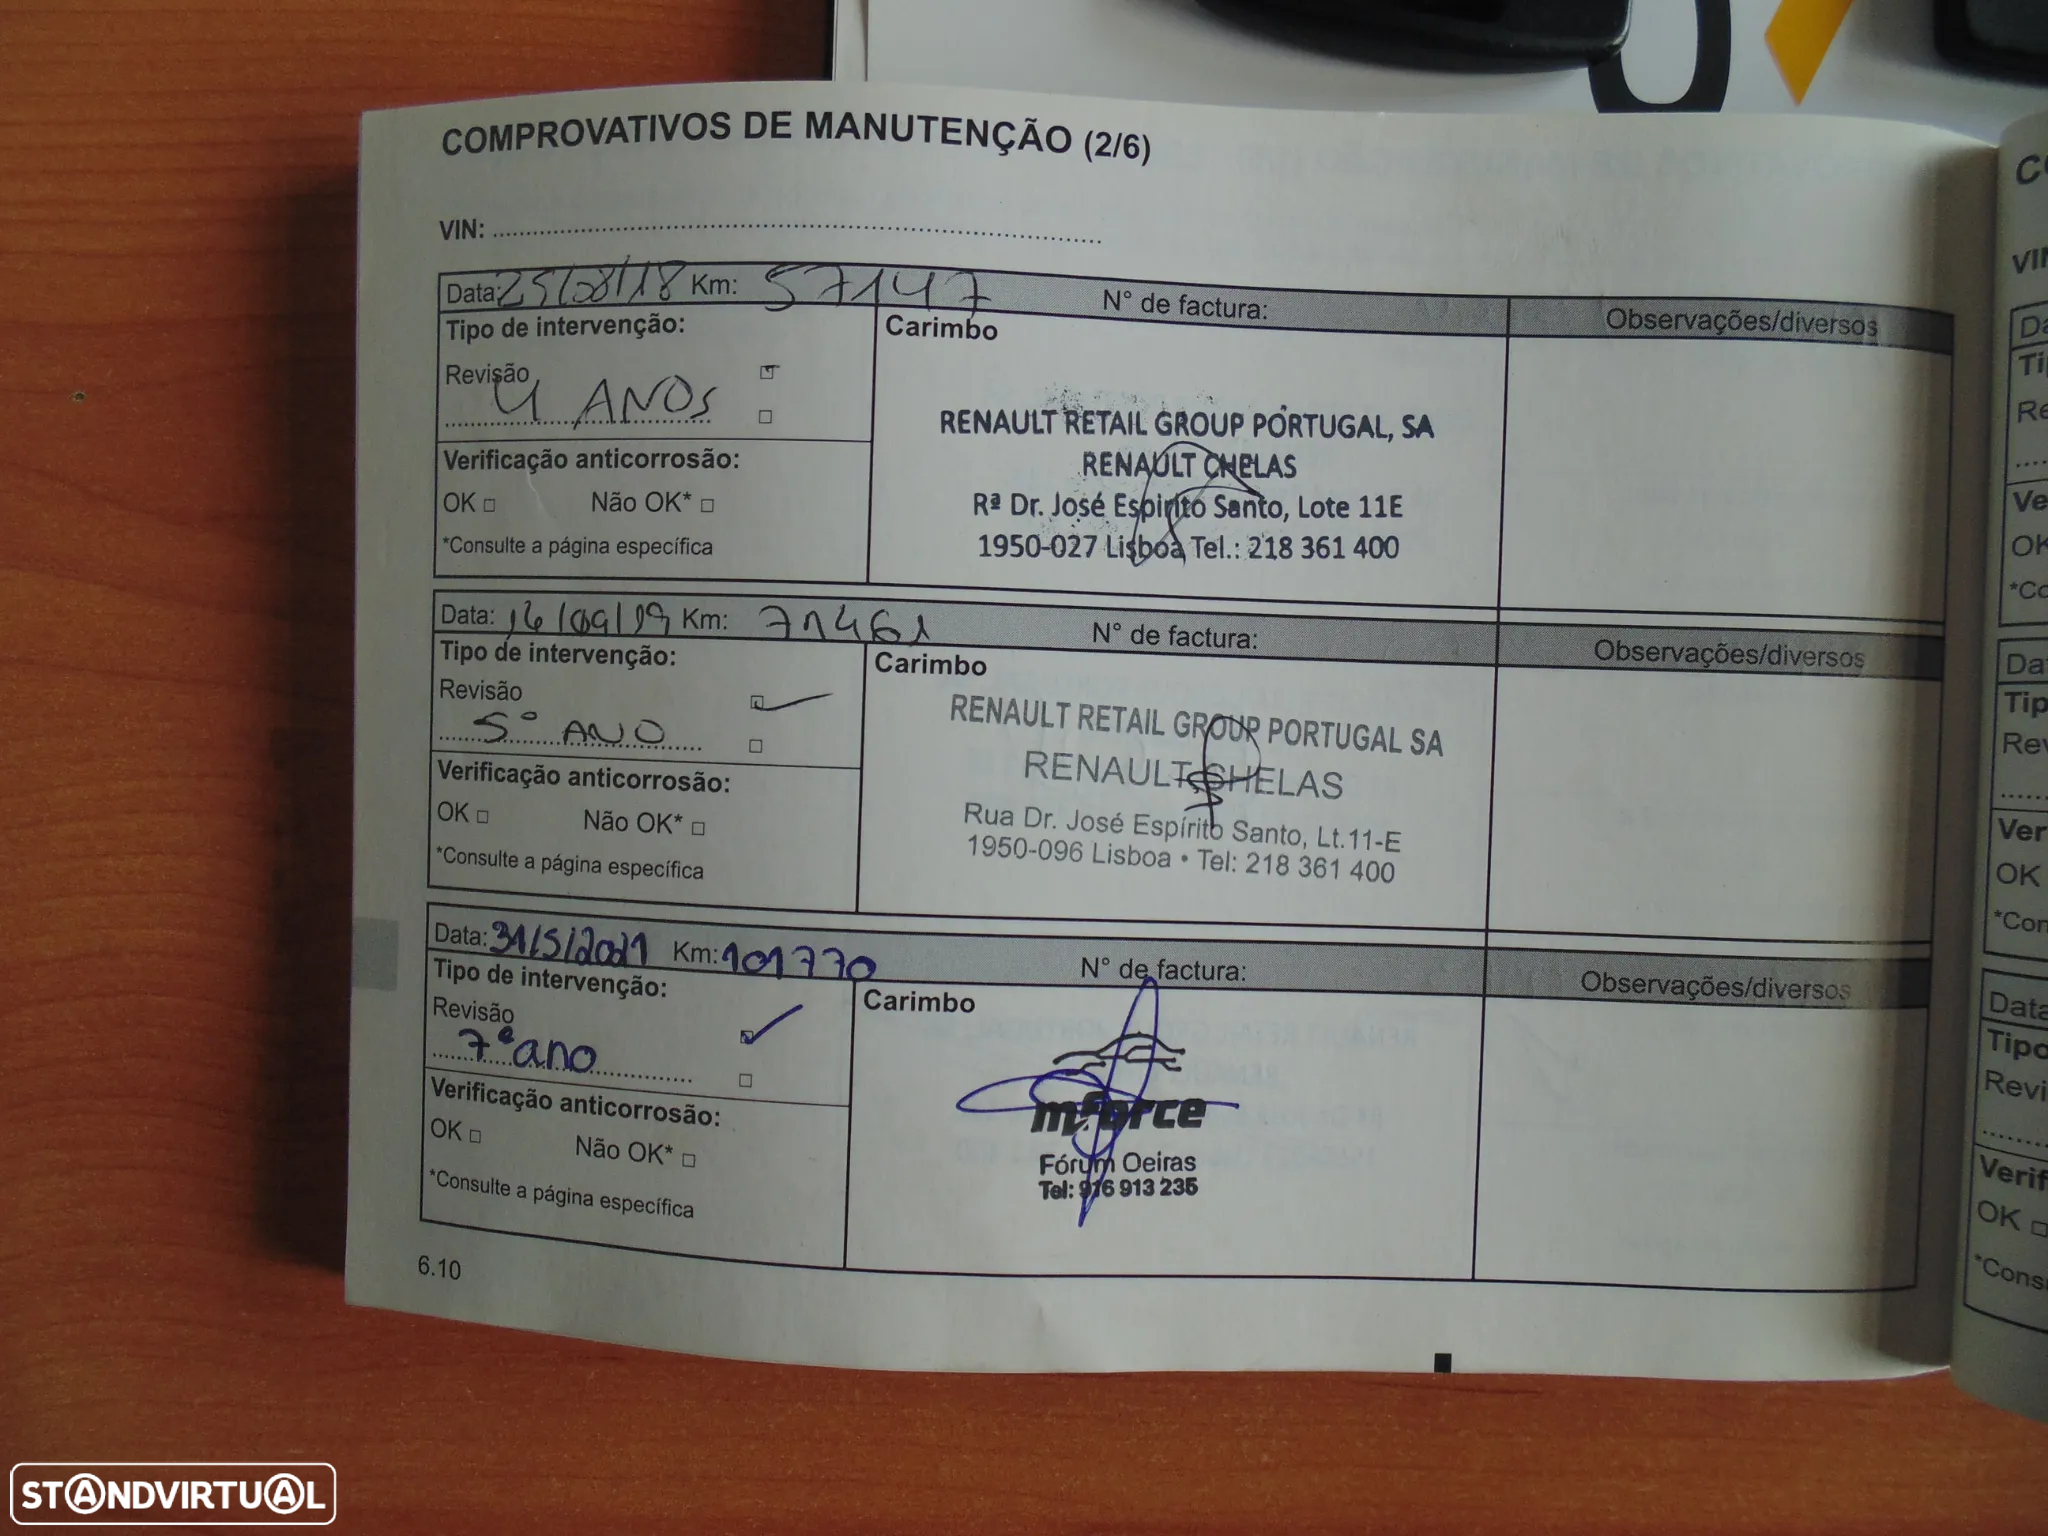 COMPROVATIVOS DE MANUTENÇÃO (2/6)
VIN:
Data: 25/08/18 Km: 57147 N° de factura: Observações/diversos
Tipo de intervenção:
Carimbo
Revisão
4 ANOS
Verificação anticorrosão:
OK Não OK*
*Consulte a página específica
RENAULT RETAIL GROUP PORTUGAL, SA
RENAULT CHELAS
Rª Dr. José Espirito Santo, Lote 11E
1950-027 Lisboa Tel.: 218 361 400
Data: 14/09/19 Km: 71461 N° de factura: Observações/diversos
Tipo de intervenção:
Carimbo
Revisão
5º ANO
Verificação anticorrosão:
OK Não OK*
*Consulte a página específica
RENAULT RETAIL GROUP PORTUGAL SA
RENAULT CHELAS
Rua Dr. José Espírito Santo, Lt.11-E
1950-096 Lisboa • Tel: 218 361 400
Data: 31/5/2021 Km: 101770 N° de factura: Observações/diversos
Tipo de intervenção:
Carimbo
Revisão
7º ano
Verificação anticorrosão:
OK Não OK*
*Consulte a página específica
mforce
Fórum Oeiras
Tel: 916 913 235
6.10
STANDVIRTUAL